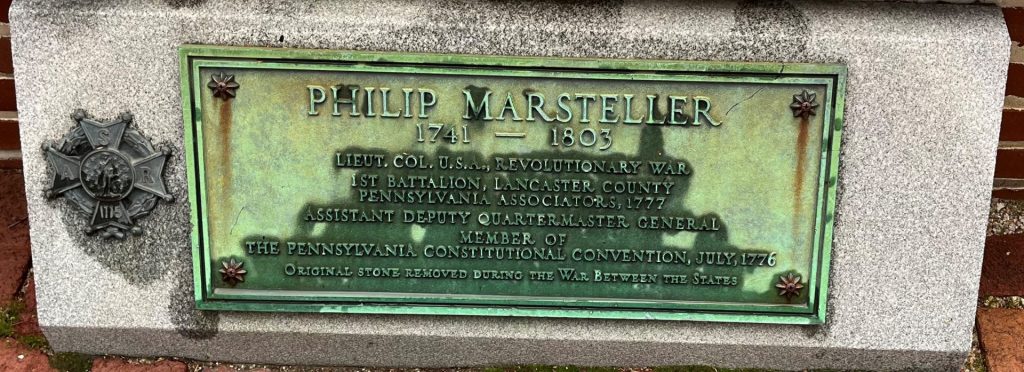 PHILIP MARSTELLER
1741 — 1803
LIEUT. COL. U.S.A., REVOLUTIONARY WAR
1ST BATTALION, LANCASTER COUNTY
PENNSYLVANIA ASSOCIATORS, 1777
ASSISTANT DEPUTY QUARTERMASTER GENERAL
MEMBER OF
THE PENNSYLVANIA CONSTITUTIONAL CONVENTION, JULY, 1776
ORIGINAL STONE REMOVED DURING THE WAR BETWEEN THE STATES
S
A R
1775